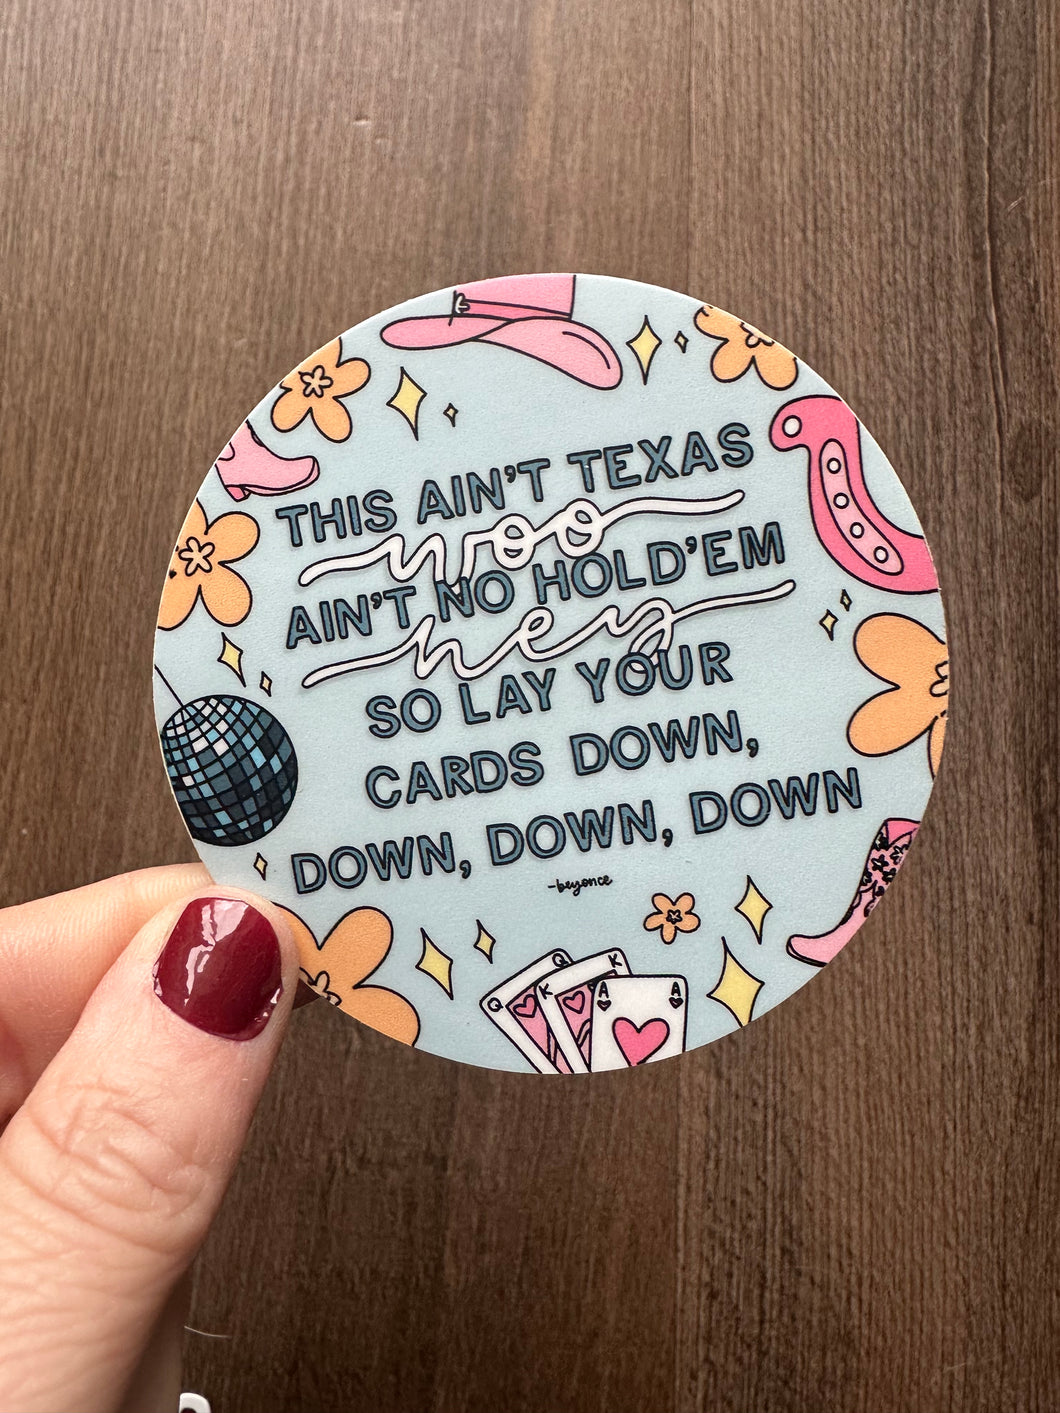 THIS AIN'T TEXAS
woo
AIN'T NO HOLD'EM
hey
SO LAY YOUR
CARDS DOWN,
DOWN, DOWN, DOWN
-beyonce
Q Q K K A A